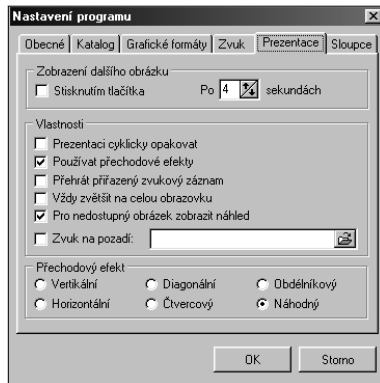 Nastavení programu
Obecné Katalog Grafické formáty Zvuk Prezentace Sloupce
Zobrazení dalšího obrázku
Stisknutím tlačítka Po 4 sekundách
Vlastnosti
Prezentaci cyklicky opakovat
Používat přechodové efekty
Přehrát přiřazený zvukový záznam
Vždy zvětšit na celou obrazovku
Pro nedostupný obrázek zobrazit náhled
Zvuk na pozadí:
Přechodový efekt
Vertikální Diagonální Obdélníkový
Horizontální Čtvercový Náhodný
OK Storno